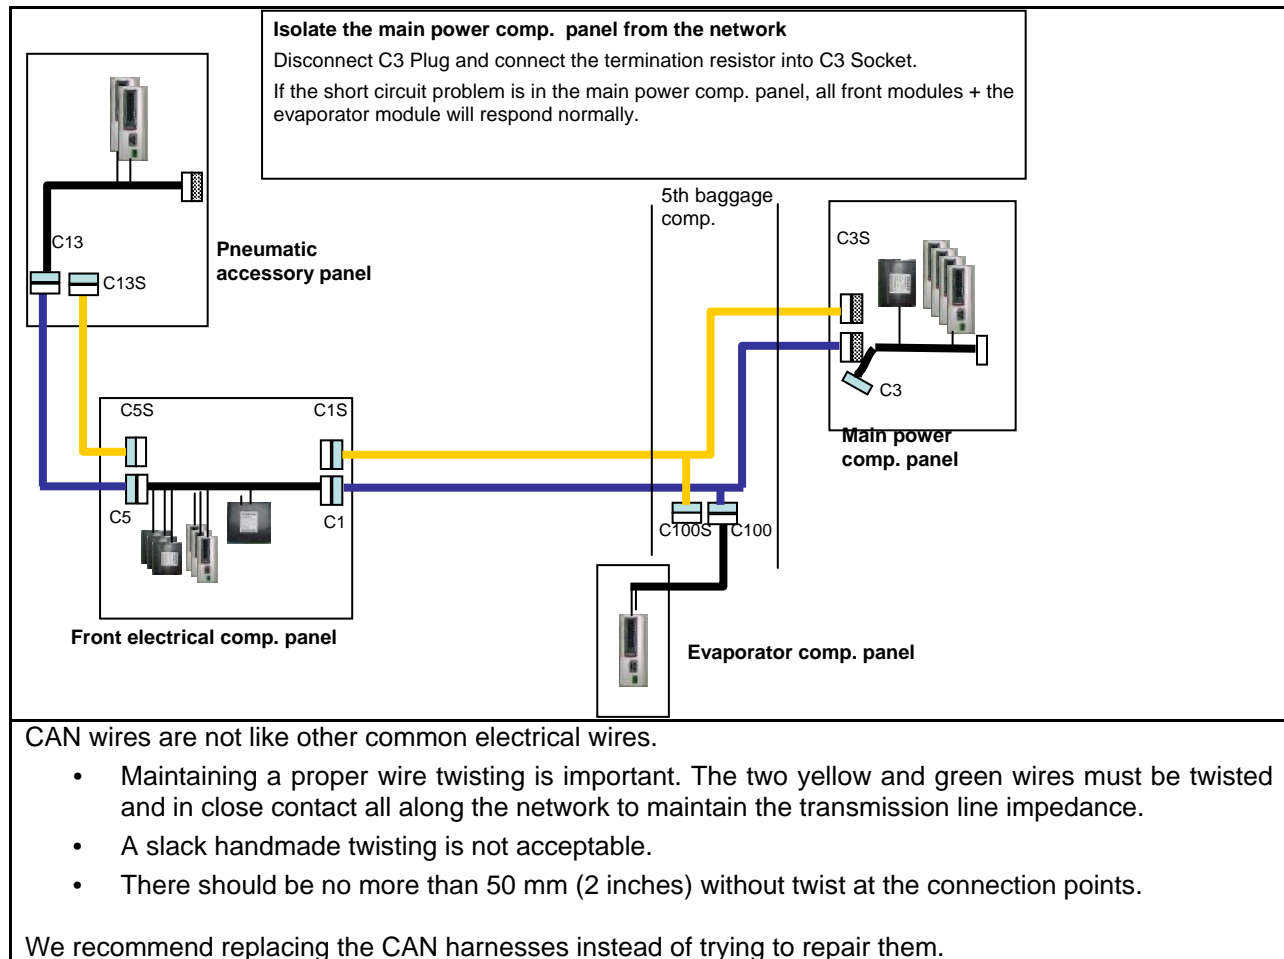 Isolate the main power comp.  panel from the network
Disconnect C3 Plug and connect the termination resistor into C3 Socket.
If the short circuit problem is in the main power comp. panel, all front modules + the
evaporator module will respond normally.
5th baggage
comp.
C3S
C13
Pneumatic
accessory panel
C13S
C3
C5S
C1S
Main power
comp. panel
C5
C1
C100S
C100
Front electrical comp. panel
Evaporator comp. panel
CAN wires are not like other common electrical wires.
• Maintaining a proper wire twisting is important. The two yellow and green wires must be twisted
and in close contact all along the network to maintain the transmission line impedance.
• A slack handmade twisting is not acceptable.
• There should be no more than 50 mm (2 inches) without twist at the connection points.
We recommend replacing the CAN harnesses instead of trying to repair them.